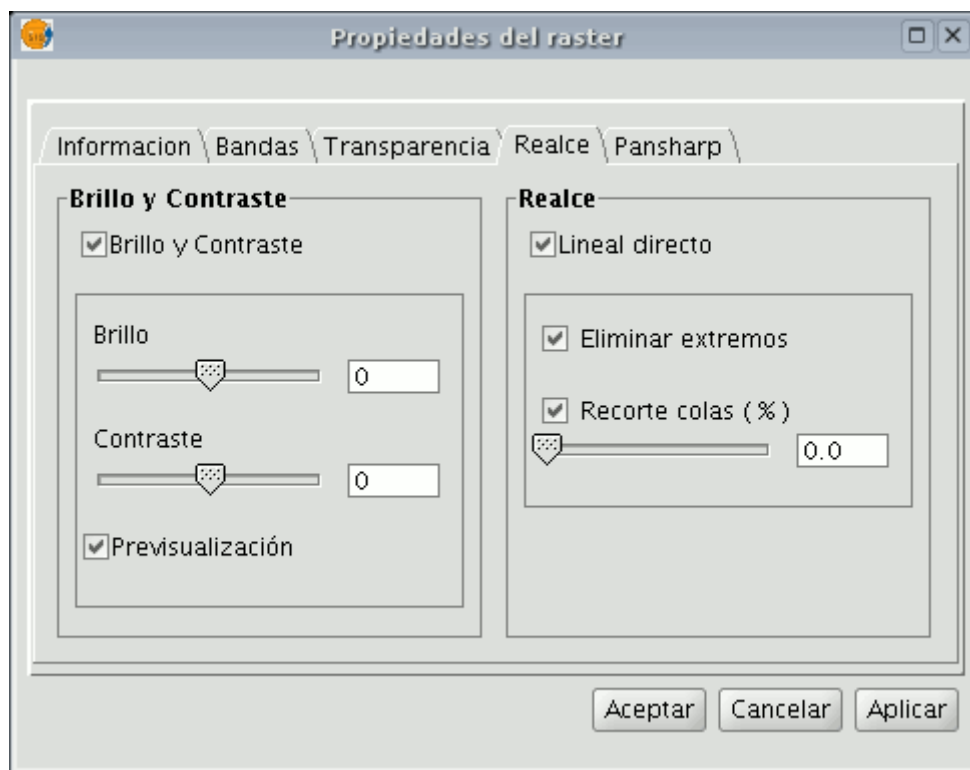 Propiedades del raster
Informacion Bandas Transparencia Realce Pansharp
Brillo y Contraste
Brillo y Contraste
Brillo
0
Contraste
0
Previsualización
Realce
Lineal directo
Eliminar extremos
Recorte colas ( % )
0.0
Aceptar Cancelar Aplicar